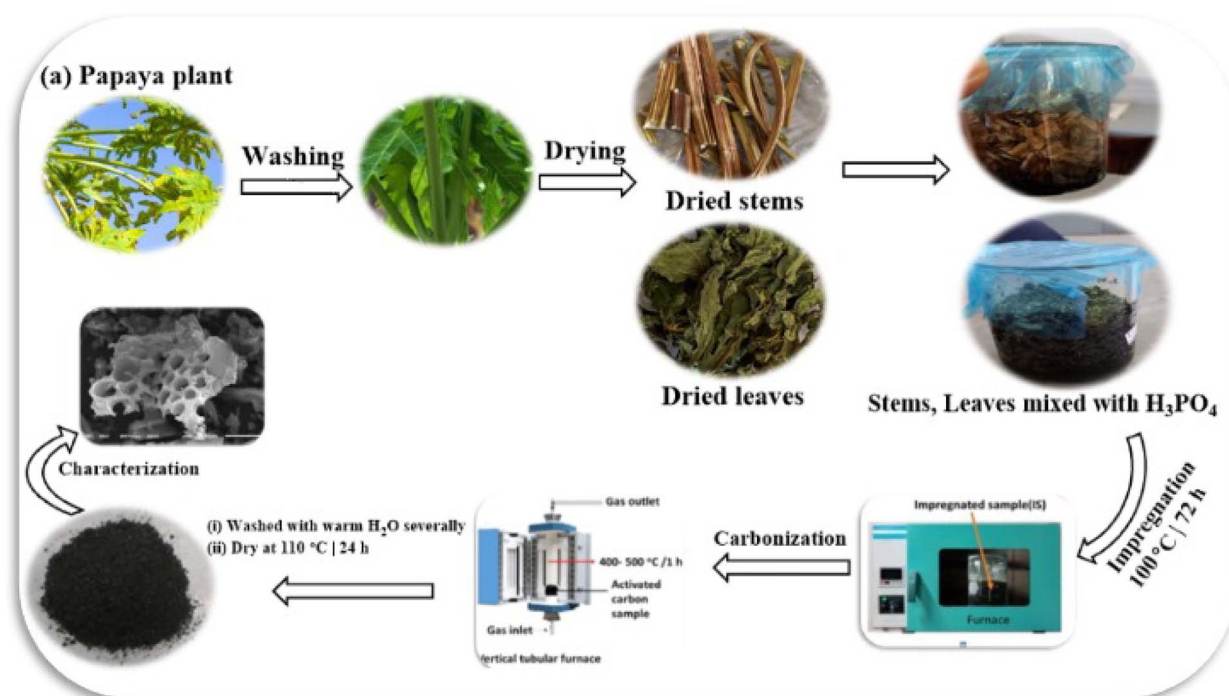 (a) Papaya plant
Washing
Drying
Dried stems
Dried leaves
Stems, Leaves mixed with H₃PO₄
Impregnation
100 °C | 72 h
Impregnated sample(IS)
Furnace
Carbonization
Gas outlet
400- 500 °C /1 h
Activated
carbon
sample
Gas inlet
Vertical tubular furnace
(i) Washed with warm H₂O severally
(ii) Dry at 110 °C | 24 h
Characterization